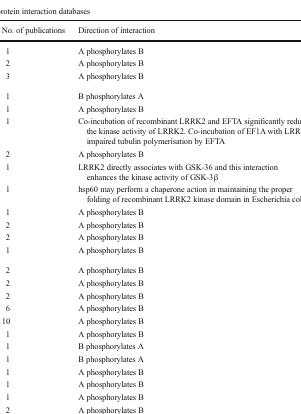 rotein interaction databases
No. of publications Direction of interaction
1 A phosphorylates B
2 A phosphorylates B
3 A phosphorylates B
1 B phosphorylates A
1 A phosphorylates B
1 Co-incubation of recombinant LRRK2 and EFTA significantly redu
the kinase activity of LRRK2. Co-incubation of EF1A with LRR
impaired tubulin polymerisation by EFTA
2 A phosphorylates B
1 LRRK2 directly associates with GSK-36 and this interaction
enhances the kinase activity of GSK-3β
1 hsp60 may perform a chaperone action in maintaining the proper
folding of recombinant LRRK2 kinase domain in Escherichia col
1 A phosphorylates B
2 A phosphorylates B
2 A phosphorylates B
1 A phosphorylates B
2 A phosphorylates B
2 A phosphorylates B
2 A phosphorylates B
6 A phosphorylates B
10 A phosphorylates B
1 A phosphorylates B
1 B phosphorylates A
1 B phosphorylates A
1 A phosphorylates B
1 A phosphorylates B
1 A phosphorylates B
2 A phosphorylates B